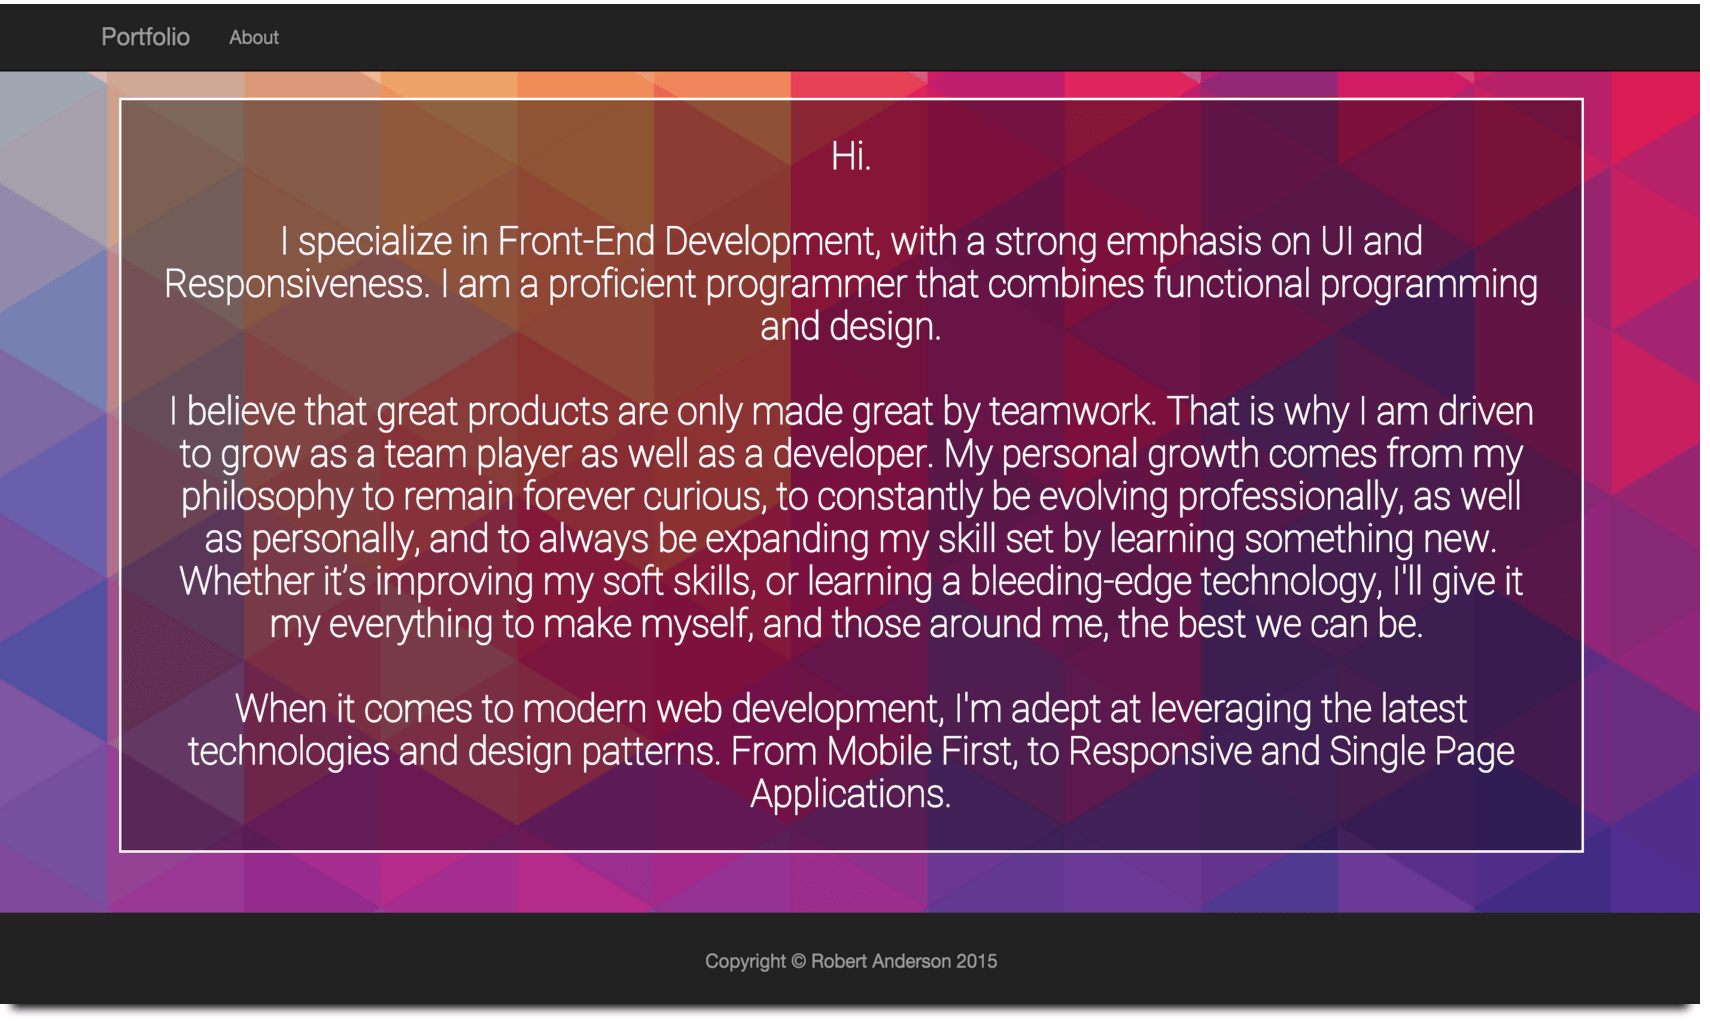 Portfolio About
Hi.
I specialize in Front-End Development, with a strong emphasis on UI and
Responsiveness. I am a proficient programmer that combines functional programming
and design.
I believe that great products are only made great by teamwork. That is why I am driven
to grow as a team player as well as a developer. My personal growth comes from my
philosophy to remain forever curious, to constantly be evolving professionally, as well
as personally, and to always be expanding my skill set by learning something new.
Whether it’s improving my soft skills, or learning a bleeding-edge technology, I'll give it
my everything to make myself, and those around me, the best we can be.
When it comes to modern web development, I'm adept at leveraging the latest
technologies and design patterns. From Mobile First, to Responsive and Single Page
Applications.
Copyright © Robert Anderson 2015